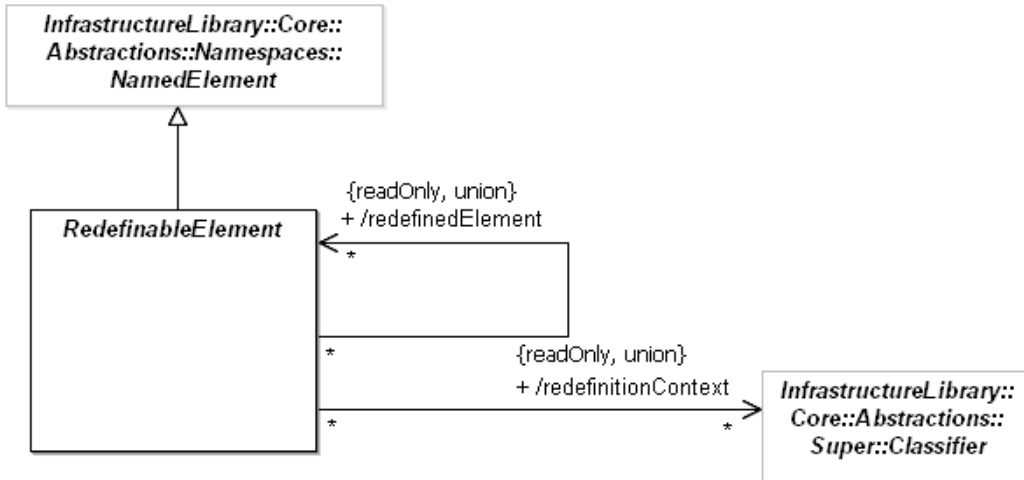 InfrastructureLibrary::Core::
Abstractions::Namespaces::
NamedElement
{readOnly, union}
+ /redefinedElement
RedefinableElement
*
*
{readOnly, union}
+ /redefinitionContext
*
*
InfrastructureLibrary::
Core::Abstractions::
Super::Classifier